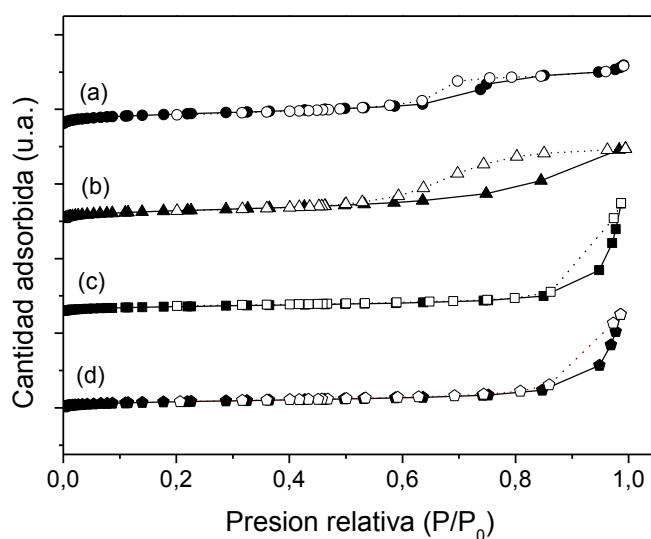 Cantidad adsorbida (u.a.)
(a)
(b)
(c)
(d)
0,0 0,2 0,4 0,6 0,8 1,0
Presion relativa (P/P₀)